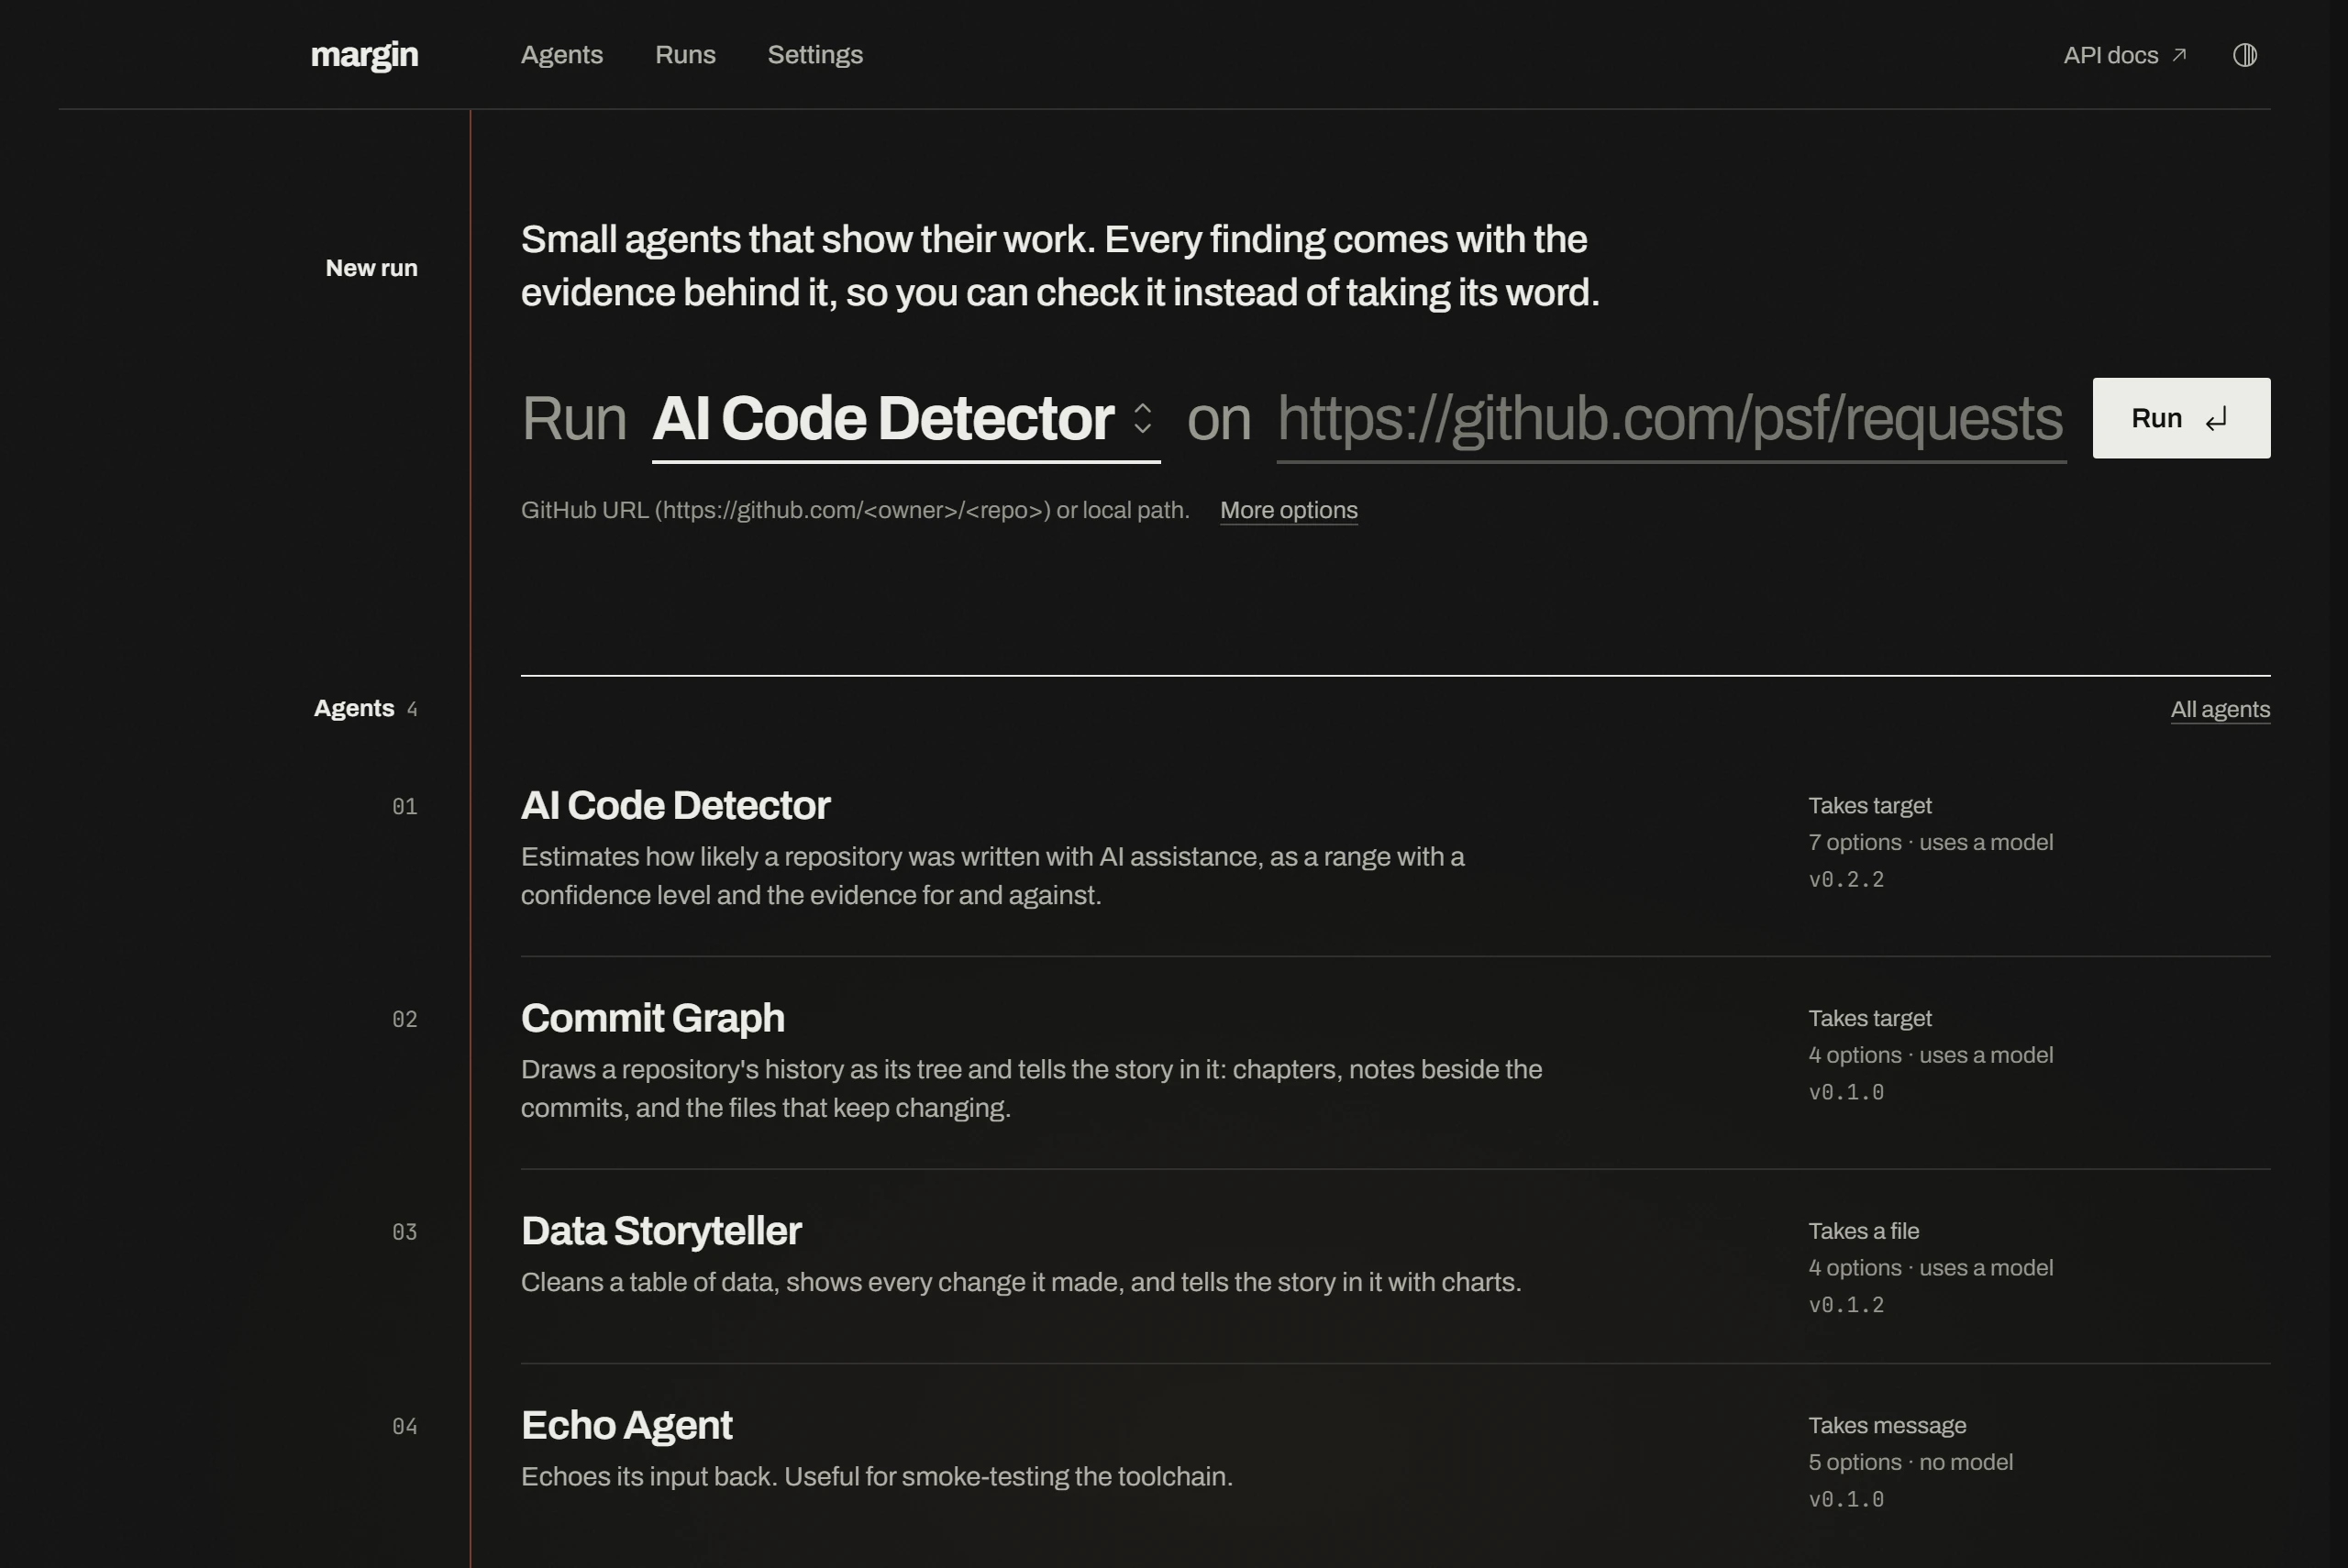 margin
Agents
Runs
Settings
API docs
New run
Small agents that show their work. Every finding comes with the
evidence behind it, so you can check it instead of taking its word.
Run AI Code Detector on https://github.com/psf/requests
Run
GitHub URL (https://github.com/<owner>/<repo>) or local path.
More options
Agents 4
All agents
01
AI Code Detector
Estimates how likely a repository was written with AI assistance, as a range with a
confidence level and the evidence for and against.
Takes target
7 options · uses a model
v0.2.2
02
Commit Graph
Draws a repository's history as its tree and tells the story in it: chapters, notes beside the
commits, and the files that keep changing.
Takes target
4 options · uses a model
v0.1.0
03
Data Storyteller
Cleans a table of data, shows every change it made, and tells the story in it with charts.
Takes a file
4 options · uses a model
v0.1.2
04
Echo Agent
Echoes its input back. Useful for smoke-testing the toolchain.
Takes message
5 options · no model
v0.1.0